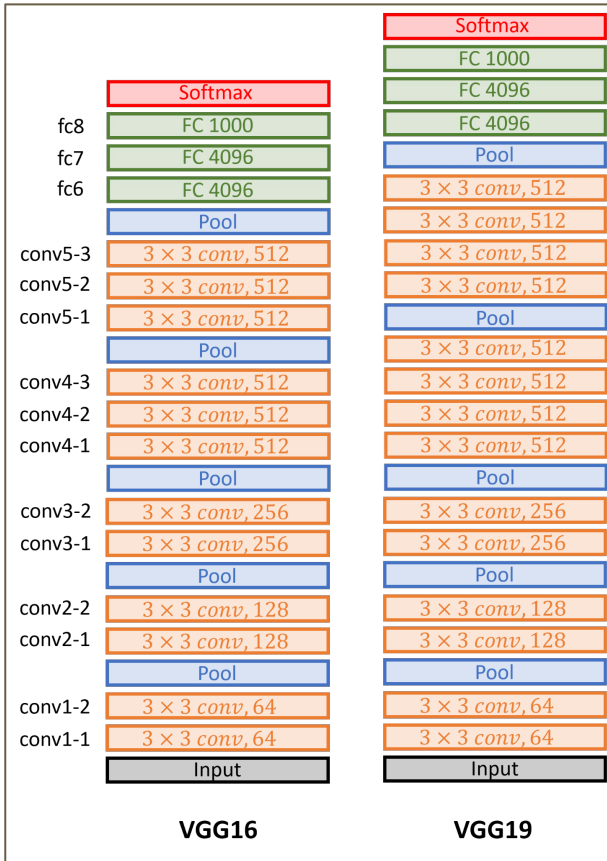 Softmax
FC 1000
Softmax
FC 4096
fc8 FC 1000
FC 4096
fc7 FC 4096
Pool
fc6 FC 4096
3 × 3 conv, 512
Pool
3 × 3 conv, 512
conv5-3 3 × 3 conv, 512
3 × 3 conv, 512
conv5-2 3 × 3 conv, 512
3 × 3 conv, 512
conv5-1 3 × 3 conv, 512
Pool
Pool
3 × 3 conv, 512
conv4-3 3 × 3 conv, 512
3 × 3 conv, 512
conv4-2 3 × 3 conv, 512
3 × 3 conv, 512
conv4-1 3 × 3 conv, 512
3 × 3 conv, 512
Pool
Pool
conv3-2 3 × 3 conv, 256
3 × 3 conv, 256
conv3-1 3 × 3 conv, 256
3 × 3 conv, 256
Pool
Pool
conv2-2 3 × 3 conv, 128
3 × 3 conv, 128
conv2-1 3 × 3 conv, 128
3 × 3 conv, 128
Pool
Pool
conv1-2 3 × 3 conv, 64
3 × 3 conv, 64
conv1-1 3 × 3 conv, 64
3 × 3 conv, 64
Input
Input
VGG16
VGG19